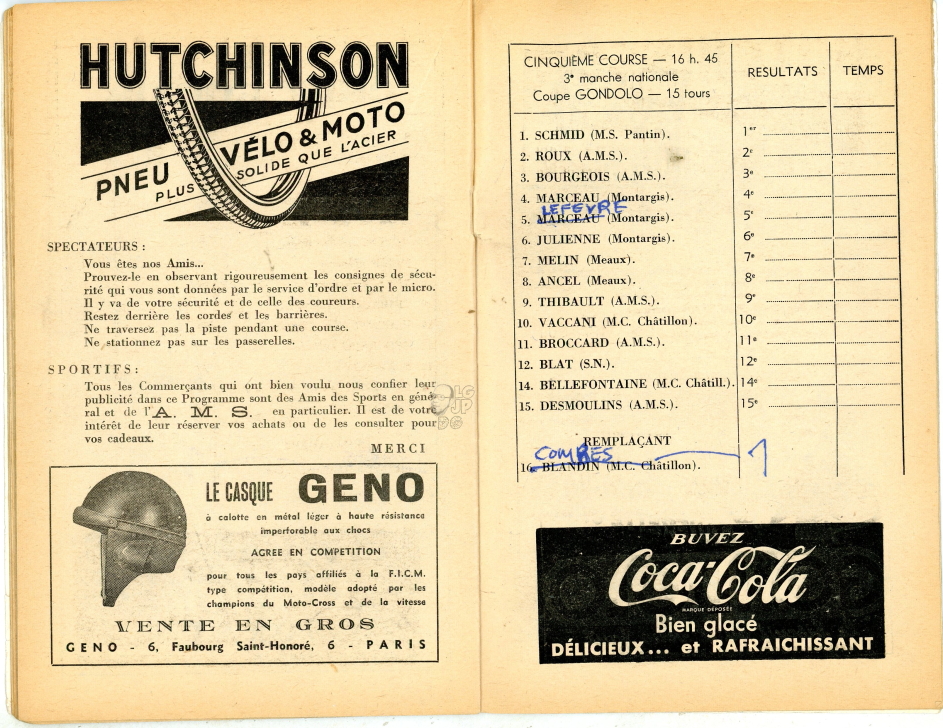 HUTCHINSON
PNEU VÉLO & MOTO
PLUS SOLIDE QUE L'ACIER
SPECTATEURS :
Vous êtes nos Amis...
Prouvez-le en observant rigoureusement les consignes de sécu-
rité qui vous sont données par le service d'ordre et par le micro.
Il y va de votre sécurité et de celle des coureurs.
Restez derrière les cordes et les barrières.
Ne traversez pas la piste pendant une course.
Ne stationnez pas sur les passerelles.
SPORTIFS :
Tous les Commerçants qui ont bien voulu nous confier leur
publicité dans ce Programme sont des Amis des Sports en géné-
ral et de l'A. M. S. en particulier. Il est de votre
intérêt de leur réserver vos achats ou de les consulter pour
vos cadeaux.
MERCI
LG
JP
DG
LE CASQUE GENO
à calotte en métal léger à haute résistance
imperforable aux chocs
AGREE EN COMPETITION
pour tous les pays affiliés à la F.I.C.M.
type compétition, modèle adopté par les
champions du Moto-Cross et de la vitesse
VENTE EN GROS
GENO - 6, Faubourg Saint-Honoré, 6 - PARIS
CINQUIÈME COURSE — 16 h. 45
3e manche nationale
Coupe GONDOLO — 15 tours
RESULTATS
TEMPS
1. SCHMID (M.S. Pantin). 1er
2. ROUX (A.M.S.). 2e
3. BOURGEOIS (A.M.S.). 3e
4. MARCEAU (Montargis). 4e
LEFEVRE
5. MARCEAU (Montargis). 5e
6. JULIENNE (Montargis). 6e
7. MELIN (Meaux). 7e
8. ANCEL (Meaux). 8e
9. THIBAULT (A.M.S.). 9e
10. VACCANI (M.C. Châtillon). 10e
11. BROCCARD (A.M.S.). 11e
12. BLAT (S.N.). 12e
14. BELLEFONTAINE (M.C. Châtill.). 14e
15. DESMOULINS (A.M.S.). 15e
REMPLAÇANT
COMBES
16. BLANDIN (M.C. Châtillon). 1
BUVEZ
Coca-Cola
MARQUE DÉPOSÉE
Bien glacé
DÉLICIEUX... et RAFRAICHISSANT